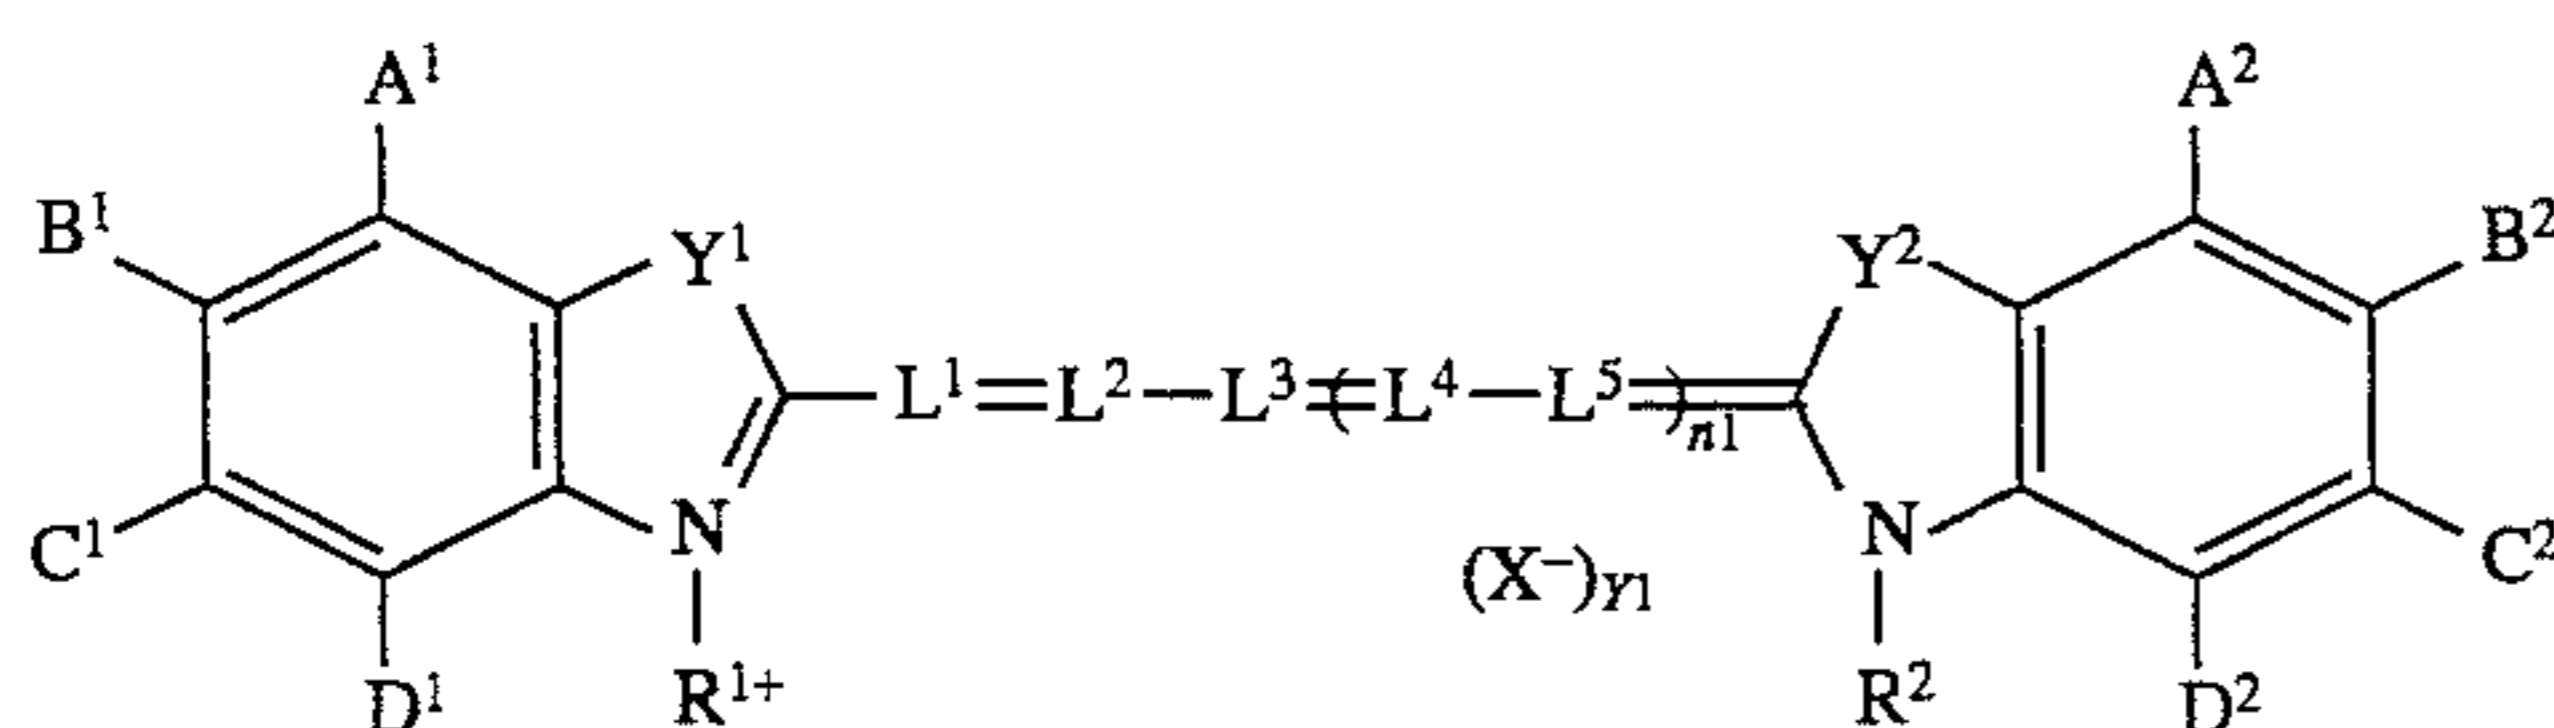 A¹ A²
B¹ Y¹ Y² B²
L¹=L²—L³=(L⁴—L⁵=)n1
C¹ N (X⁻)Y1 N C²
D¹ R¹⁺ R² D²